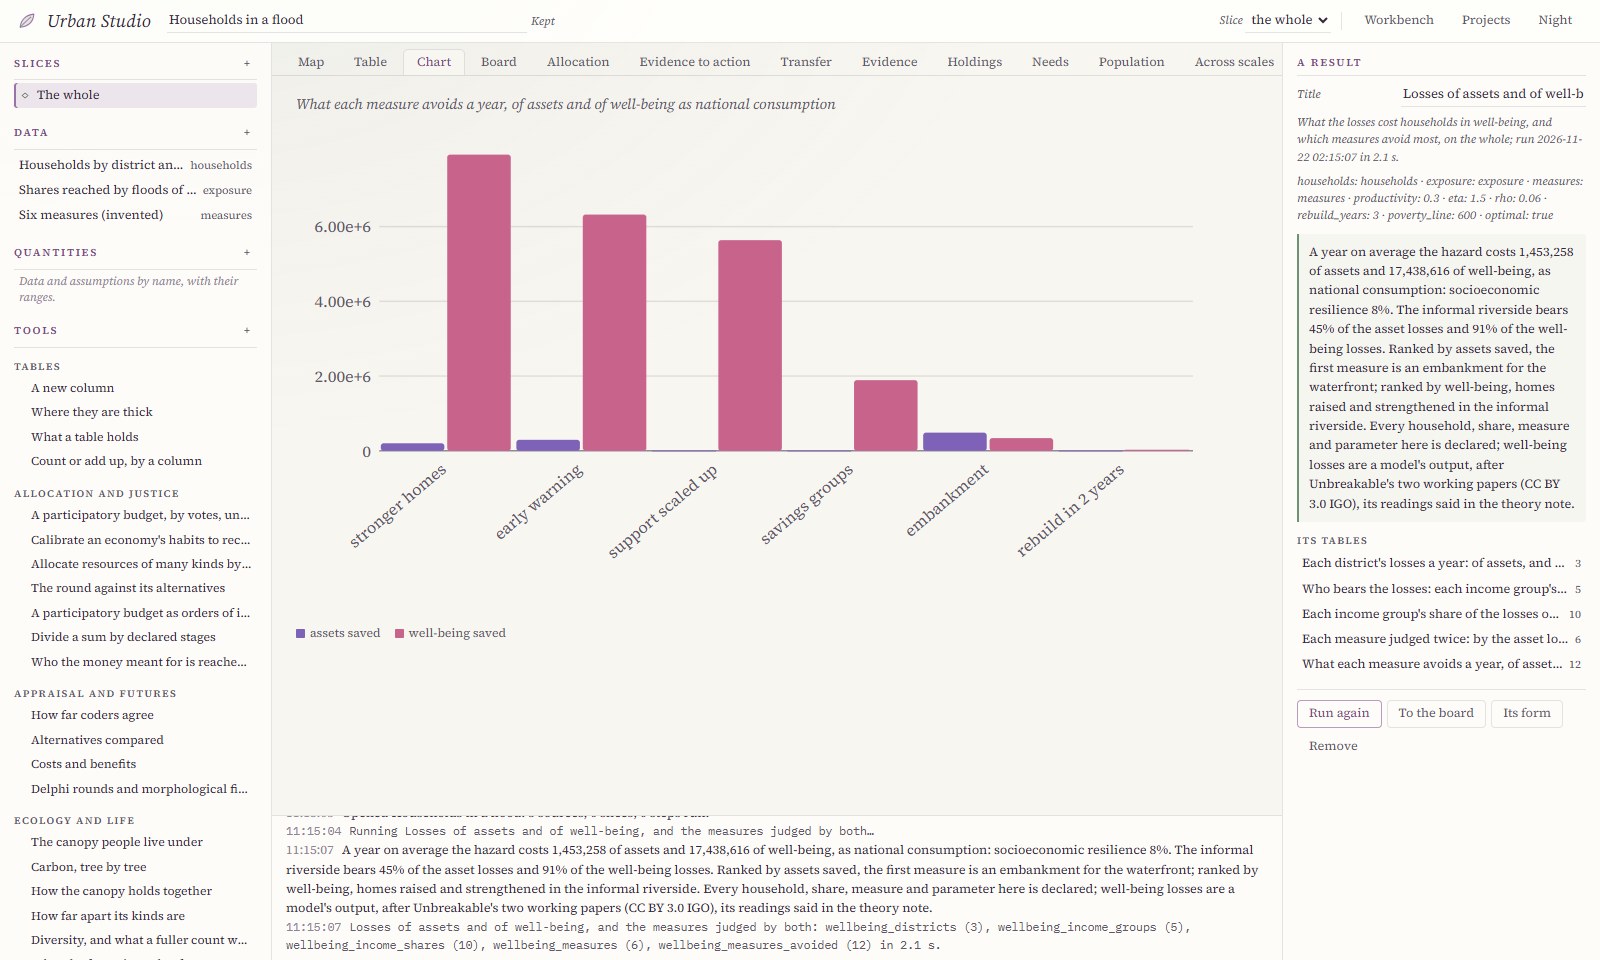 Urban Studio
Households in a flood
Kept
Slice the whole
Workbench
Projects
Night
SLICES +
The whole
DATA +
Households by district an... households
Shares reached by floods of ... exposure
Six measures (invented) measures
QUANTITIES +
Data and assumptions by name, with their
ranges.
TOOLS +
TABLES
A new column
Where they are thick
What a table holds
Count or add up, by a column
ALLOCATION AND JUSTICE
A participatory budget, by votes, un...
Calibrate an economy's habits to rec...
Allocate resources of many kinds by...
The round against its alternatives
A participatory budget as orders of i...
Divide a sum by declared stages
Who the money meant for is reache...
APPRAISAL AND FUTURES
How far coders agree
Alternatives compared
Costs and benefits
Delphi rounds and morphological fi...
ECOLOGY AND LIFE
The canopy people live under
Carbon, tree by tree
How the canopy holds together
How far apart its kinds are
Diversity, and what a fuller count w...
Map Table Chart Board Allocation Evidence to action Transfer Evidence Holdings Needs Population Across scales
What each measure avoids a year, of assets and of well-being as national consumption
6.00e+6
4.00e+6
2.00e+6
0
stronger homes
early warning
support scaled up
savings groups
embankment
rebuild in 2 years
assets saved well-being saved
11:15:04 Running Losses of assets and of well-being, and the measures judged by both…
11:15:07 A year on average the hazard costs 1,453,258 of assets and 17,438,616 of well-being, as national consumption: socioeconomic resilience 8%. The informal
riverside bears 45% of the asset losses and 91% of the well-being losses. Ranked by assets saved, the first measure is an embankment for the waterfront; ranked by
well-being, homes raised and strengthened in the informal riverside. Every household, share, measure and parameter here is declared; well-being losses are a
model's output, after Unbreakable's two working papers (CC BY 3.0 IGO), its readings said in the theory note.
11:15:07 Losses of assets and of well-being, and the measures judged by both: wellbeing_districts (3), wellbeing_income_groups (5),
wellbeing_income_shares (10), wellbeing_measures (6), wellbeing_measures_avoided (12) in 2.1 s.
A RESULT
Title Losses of assets and of well-b
What the losses cost households in well-being, and
which measures avoid most, on the whole; run 2026-11-
22 02:15:07 in 2.1 s.
households: households · exposure: exposure · measures:
measures · productivity: 0.3 · eta: 1.5 · rho: 0.06 ·
rebuild_years: 3 · poverty_line: 600 · optimal: true
A year on average the hazard costs 1,453,258
of assets and 17,438,616 of well-being, as
national consumption: socioeconomic
resilience 8%. The informal riverside bears
45% of the asset losses and 91% of the well-
being losses. Ranked by assets saved, the
first measure is an embankment for the
waterfront; ranked by well-being, homes
raised and strengthened in the informal
riverside. Every household, share, measure
and parameter here is declared; well-being
losses are a model's output, after
Unbreakable's two working papers (CC BY
3.0 IGO), its readings said in the theory note.
ITS TABLES
Each district's losses a year: of assets, and ... 3
Who bears the losses: each income group's... 5
Each income group's share of the losses o... 10
Each measure judged twice: by the asset lo... 6
What each measure avoids a year, of asset... 12
Run again
To the board
Its form
Remove